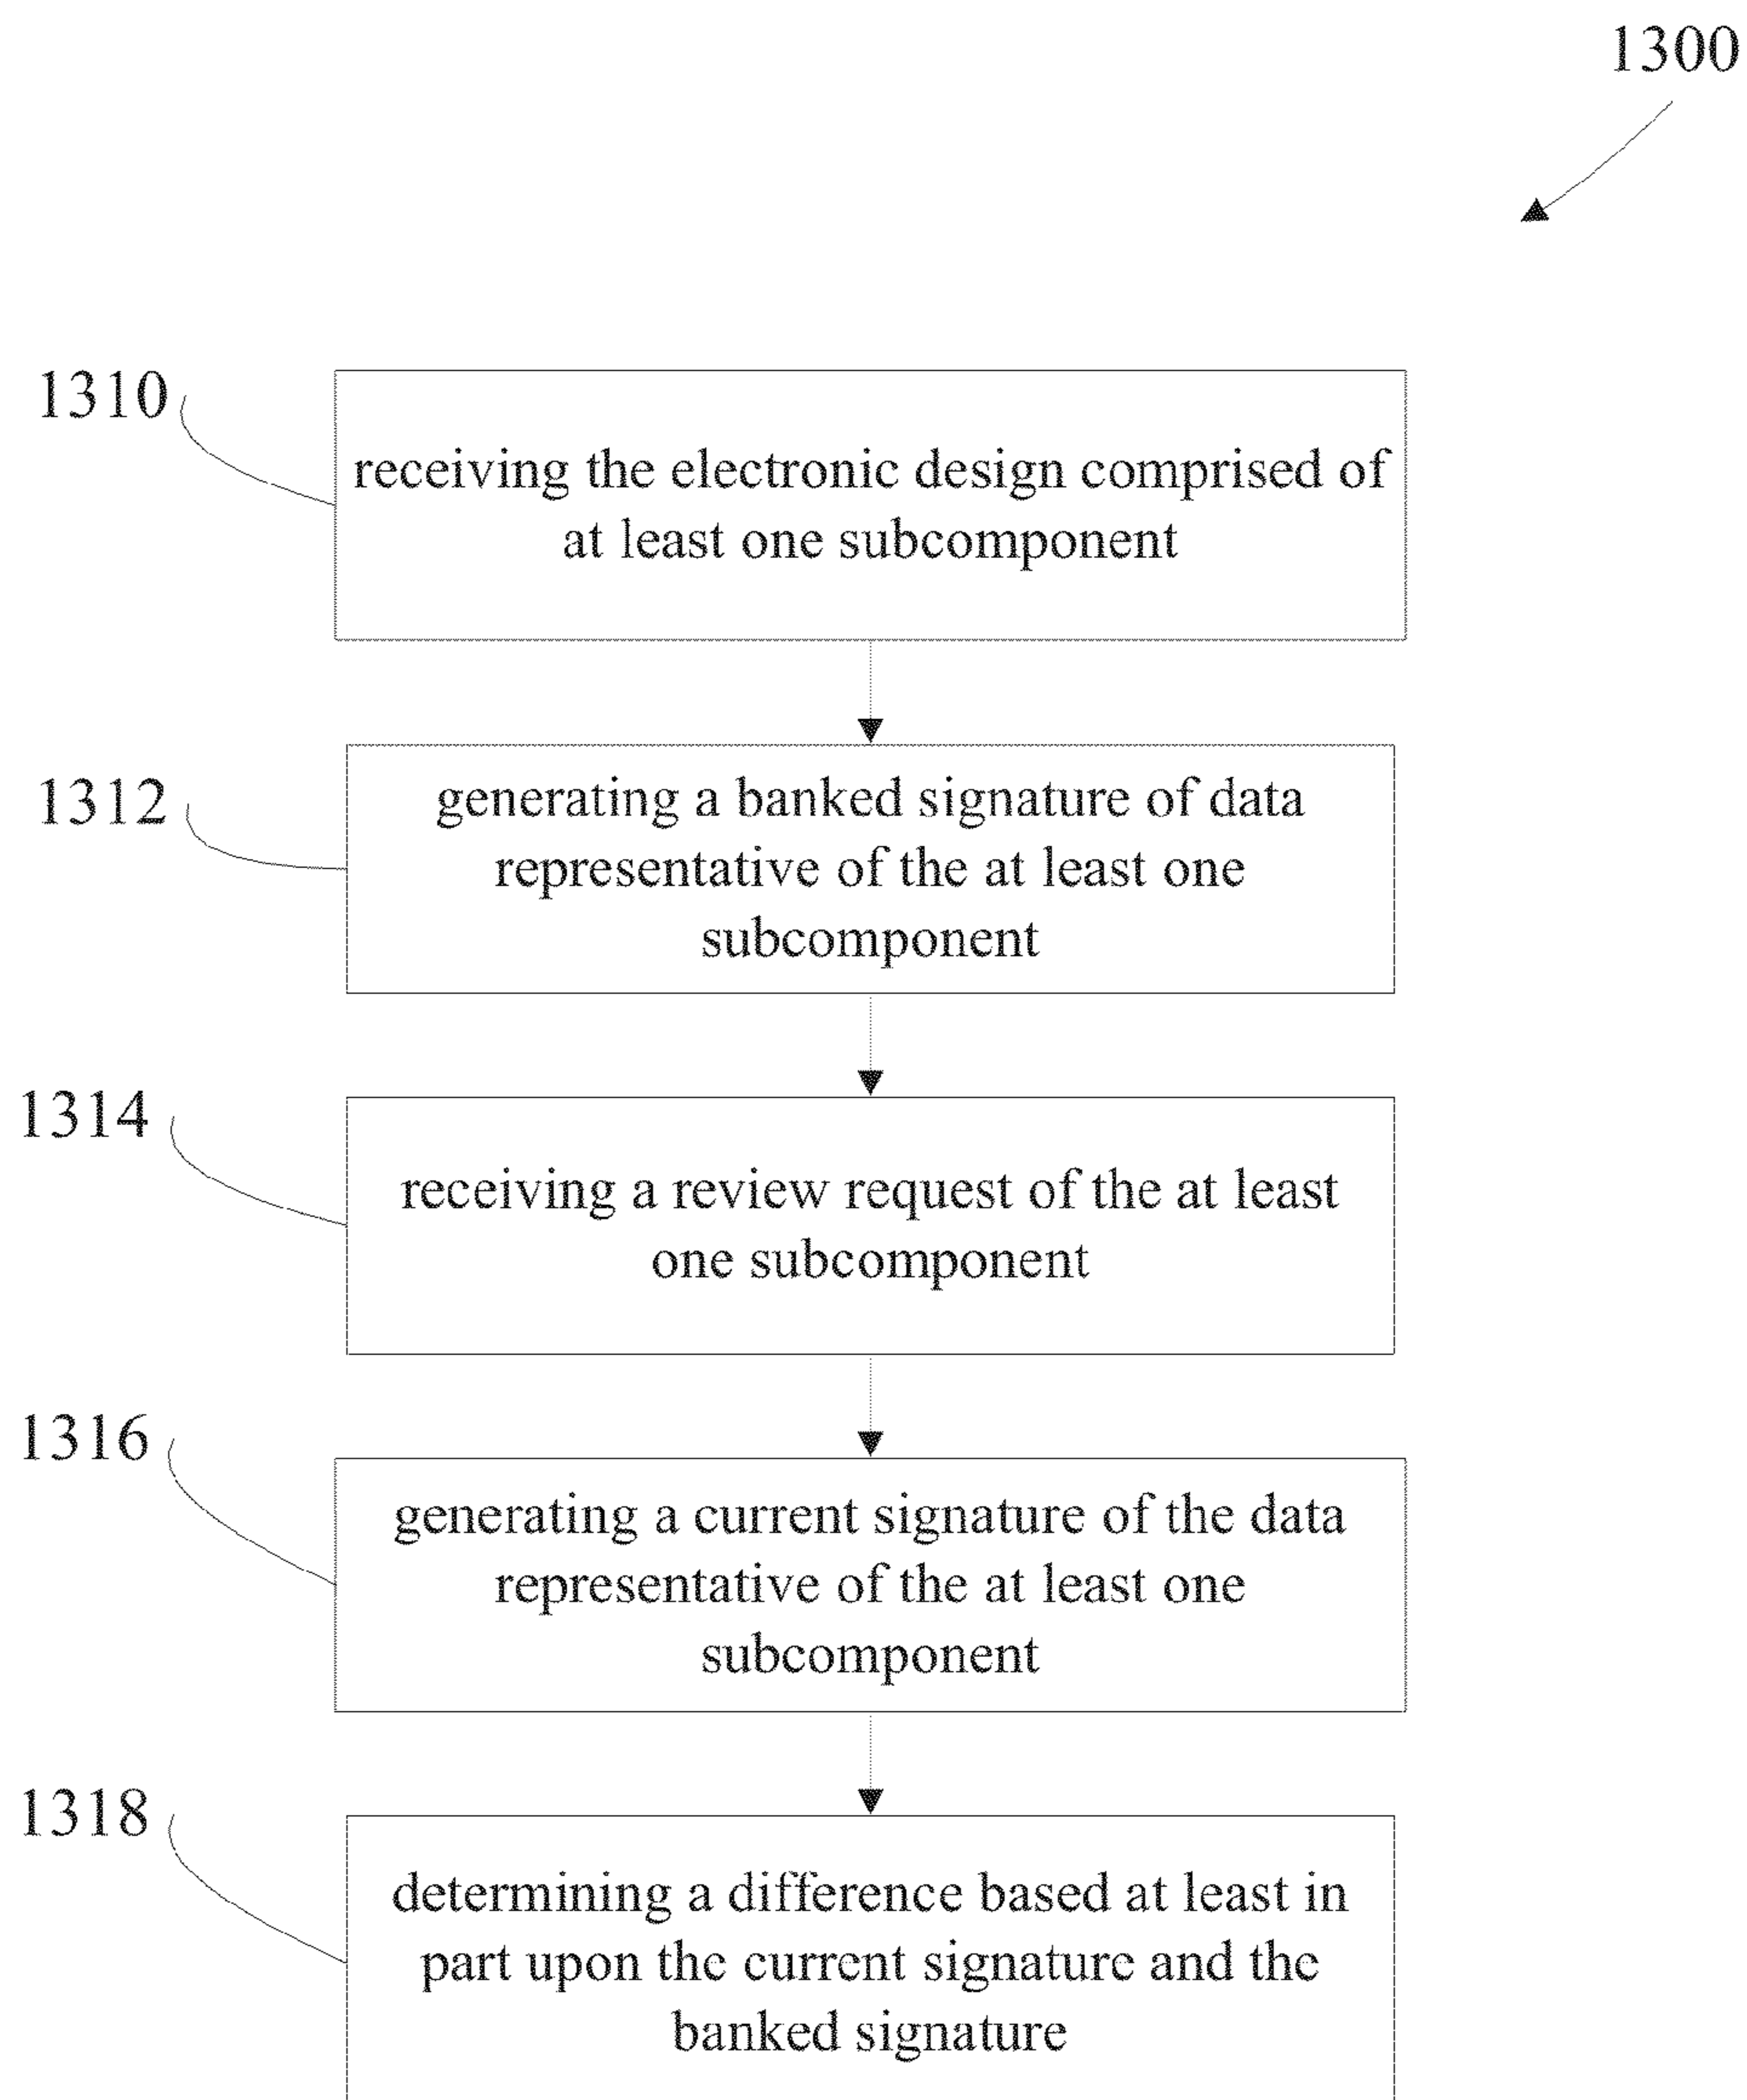 1300
1310
receiving the electronic design comprised of
at least one subcomponent
1312
generating a banked signature of data
representative of the at least one
subcomponent
1314
receiving a review request of the at least
one subcomponent
1316
generating a current signature of the data
representative of the at least one
subcomponent
1318
determining a difference based at least in
part upon the current signature and the
banked signature